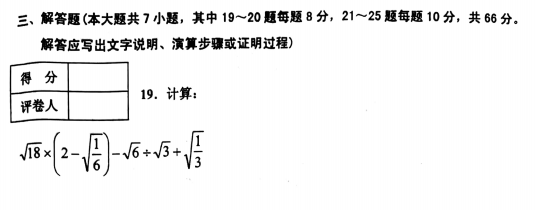 三、解答题(本大题共7小题，其中19～20题每题8分，21～25题每题10分，共66分。
解答应写出文字说明、演算步骤或证明过程)
得 分
评卷人
19．计算：
√18×(2−√(1/6))−√6÷√3+√(1/3)